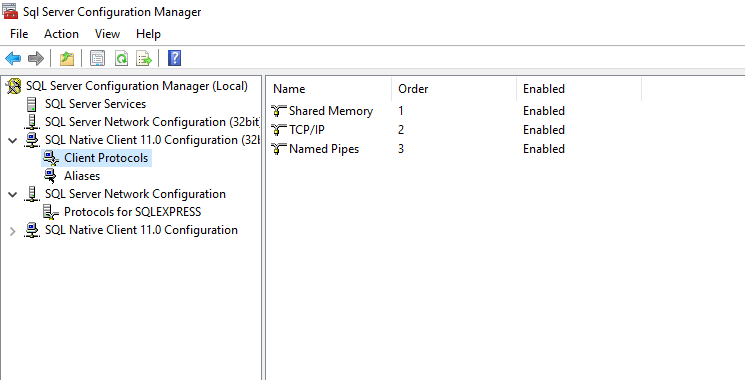 Sql Server Configuration Manager
File Action View Help
SQL Server Configuration Manager (Local)
SQL Server Services
SQL Server Network Configuration (32bit)
SQL Native Client 11.0 Configuration (32b
Client Protocols
Aliases
SQL Server Network Configuration
Protocols for SQLEXPRESS
SQL Native Client 11.0 Configuration
Name Order Enabled
Shared Memory 1 Enabled
TCP/IP 2 Enabled
Named Pipes 3 Enabled